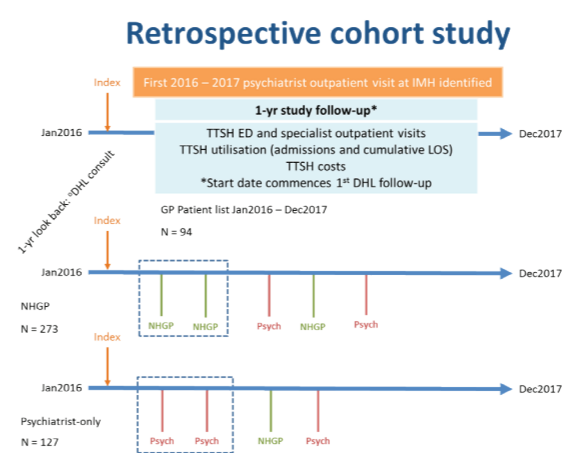 Retrospective cohort study
Index
First 2016 – 2017 psychiatrist outpatient visit at IMH identified
1-yr study follow-up*
Jan2016
TTSH ED and specialist outpatient visits
Dec2017
TTSH utilisation (admissions and cumulative LOS)
TTSH costs
*Start date commences 1st DHL follow-up
1-yr look back: °DHL consult
GP Patient list Jan2016 – Dec2017
N = 94
Index
Jan2016
Dec2017
NHGP
N = 273
NHGP
NHGP
Psych
NHGP
Psych
Index
Jan2016
Dec2017
Psychiatrist-only
N = 127
Psych
Psych
NHGP
Psych